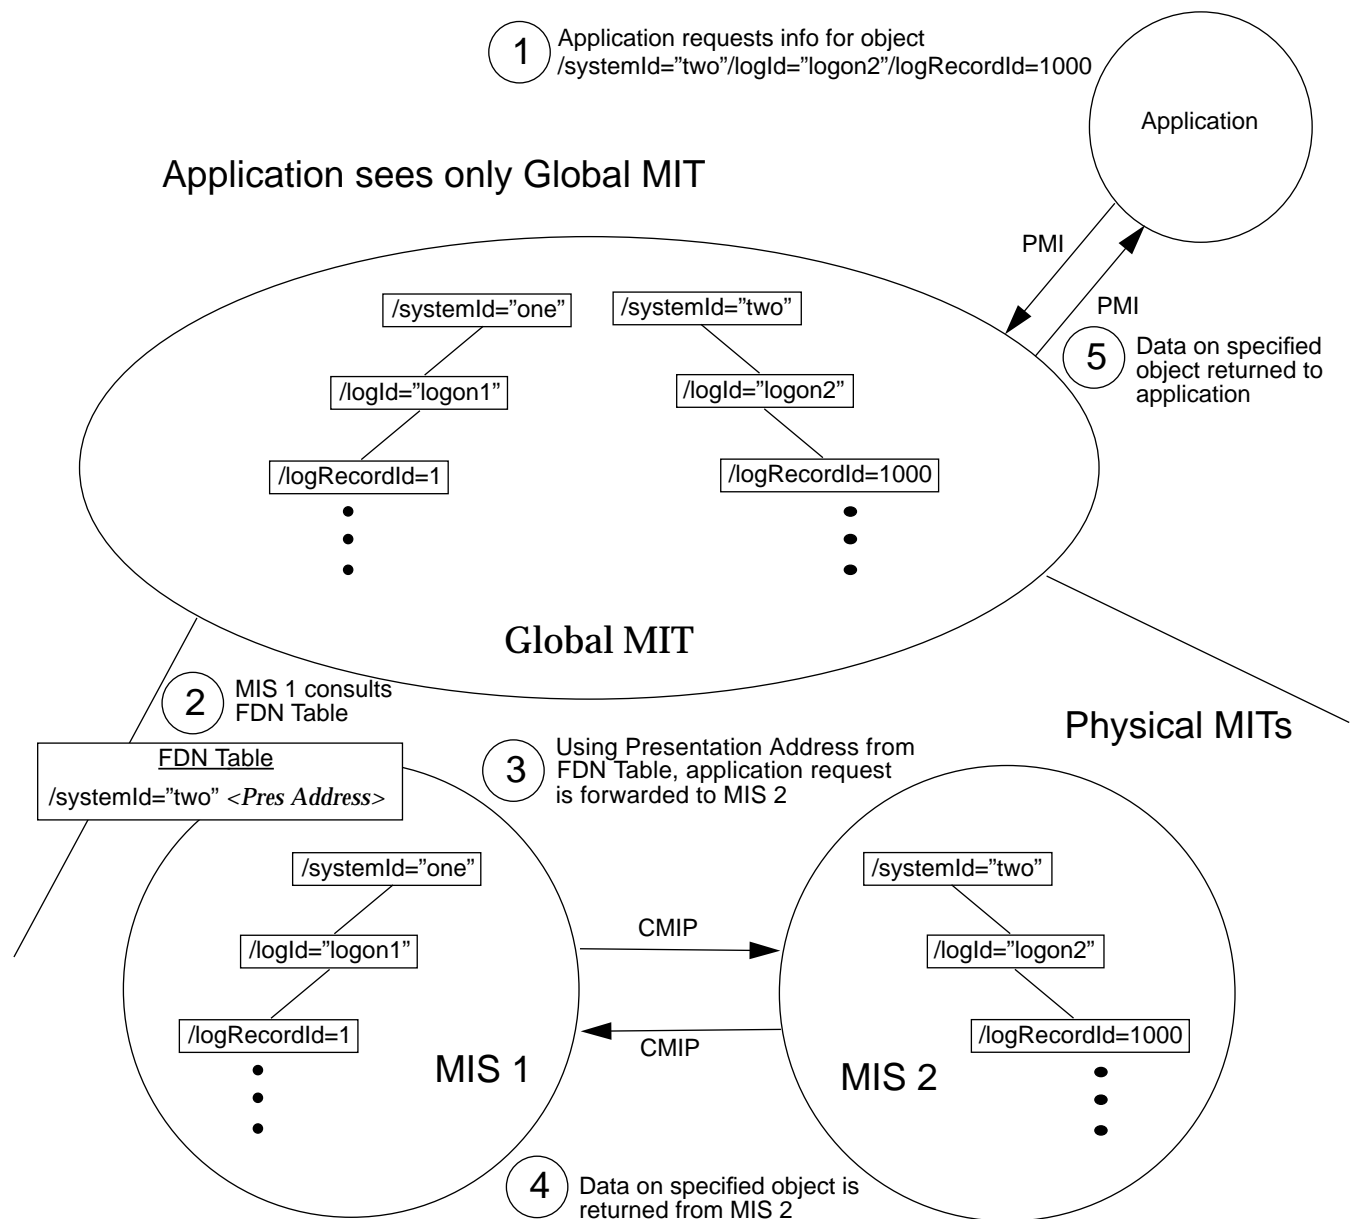 1
Application requests info for object
/systemId=”two”/logId=”logon2”/logRecordId=1000
Application
Application sees only Global MIT
PMI
PMI
/systemId=”one”
/systemId=”two”
/logId=”logon1”
/logId=”logon2”
/logRecordId=1
/logRecordId=1000
5
Data on specified
object returned to
application
Global MIT
2
MIS 1 consults
FDN Table
Physical MITs
FDN Table
/systemId=”two” <Pres Address>
3
Using Presentation Address from
FDN Table, application request
is forwarded to MIS 2
/systemId=”one”
/logId=”logon1”
/logRecordId=1
MIS 1
CMIP
CMIP
/systemId=”two”
/logId=”logon2”
/logRecordId=1000
MIS 2
4
Data on specified object is
returned from MIS 2